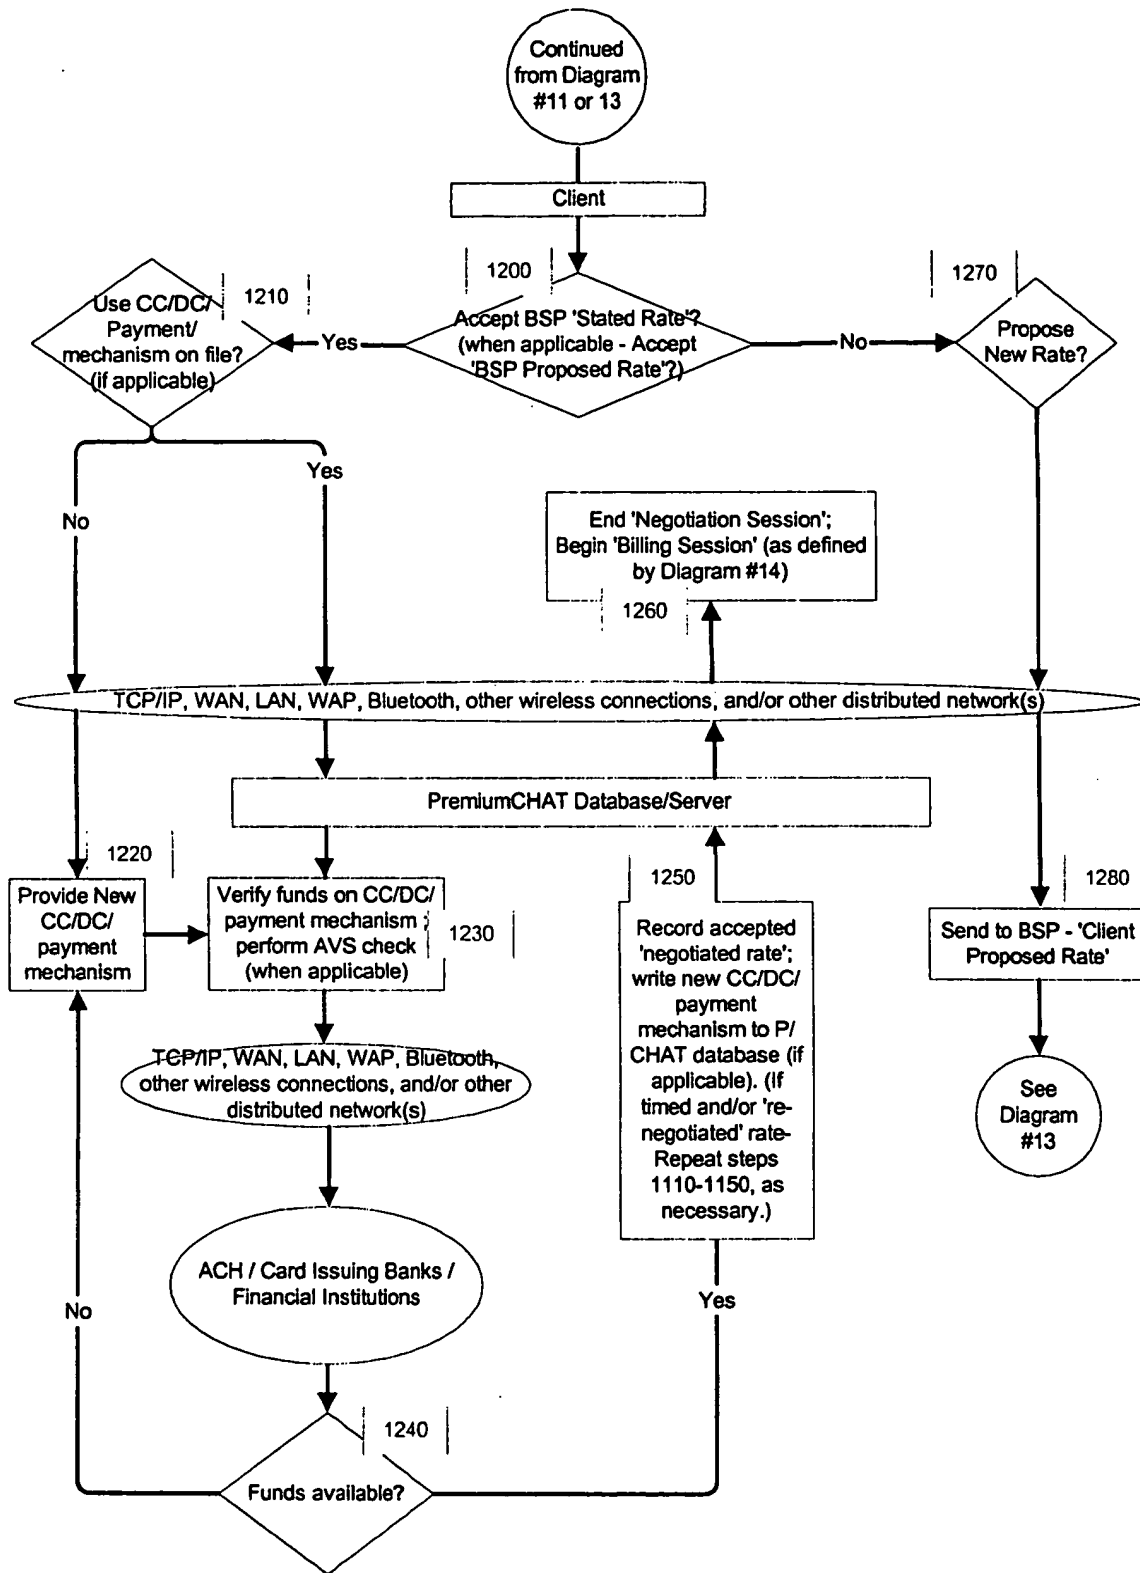 Continued
from Diagram
#11 or 13
Client
1200
Accept BSP 'Stated Rate'?
(when applicable - Accept
'BSP Proposed Rate'?)
Yes
No
1210
Use CC/DC/
Payment/
mechanism on file?
(if applicable)
1270
Propose
New Rate?
No
Yes
End 'Negotiation Session';
Begin 'Billing Session' (as defined
by Diagram #14)
1260
TCP/IP, WAN, LAN, WAP, Bluetooth, other wireless connections, and/or other distributed network(s)
PremiumCHAT Database/Server
1220
Provide New
CC/DC/
payment
mechanism
Verify funds on CC/DC/
payment mechanism ;
perform AVS check
(when applicable)
1230
1250
Record accepted
'negotiated rate';
write new CC/DC/
payment
mechanism to P/
CHAT database (if
applicable). (If
timed and/or 're-
negotiated' rate-
Repeat steps
1110-1150, as
necessary.)
1280
Send to BSP - 'Client
Proposed Rate'
TCP/IP, WAN, LAN, WAP, Bluetooth,
other wireless connections, and/or other
distributed network(s)
See
Diagram
#13
ACH / Card Issuing Banks /
Financial Institutions
No
Yes
1240
Funds available?